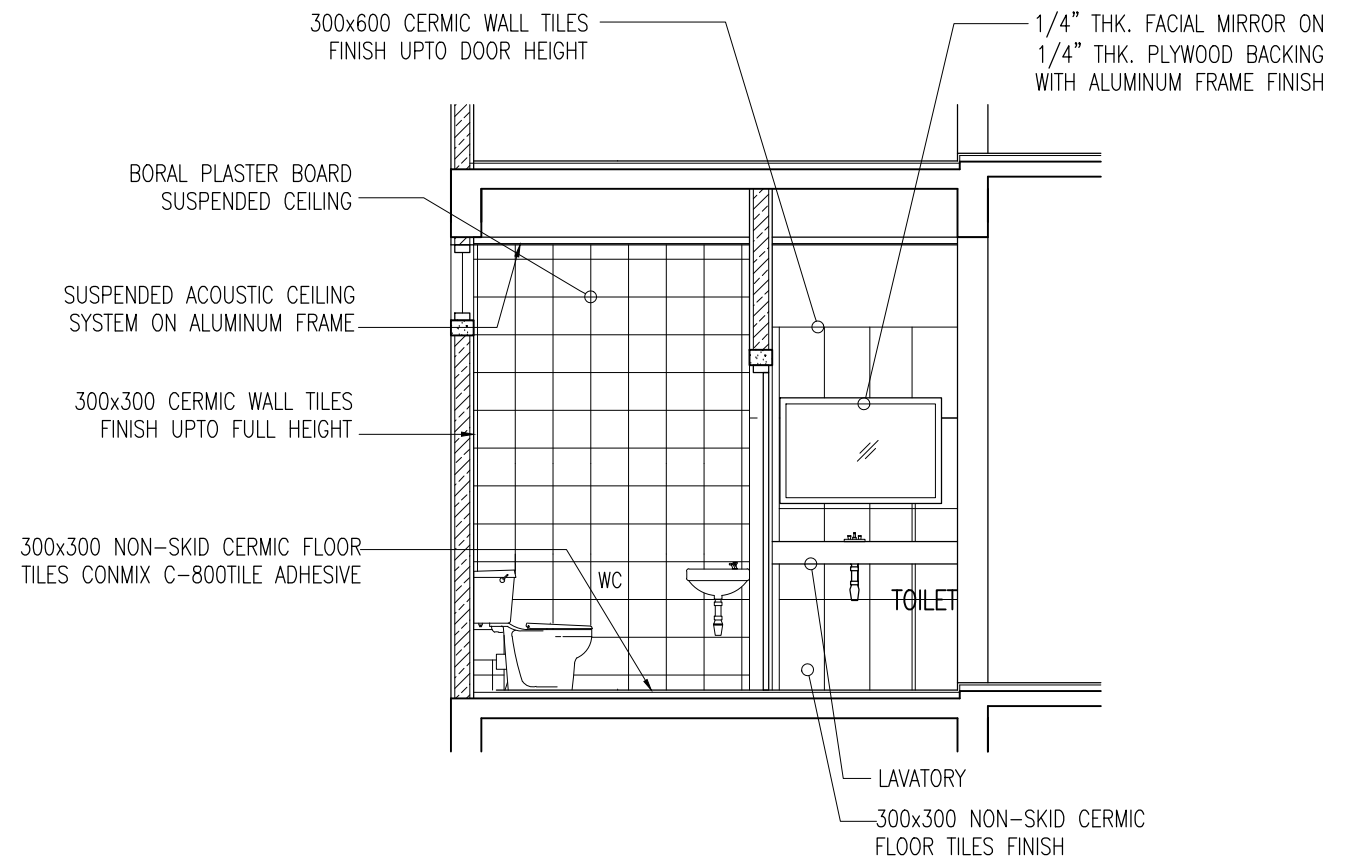 300x600 CERMIC WALL TILES
FINISH UPTO DOOR HEIGHT
1/4" THK. FACIAL MIRROR ON
1/4" THK. PLYWOOD BACKING
WITH ALUMINUM FRAME FINISH
BORAL PLASTER BOARD
SUSPENDED CEILING
SUSPENDED ACOUSTIC CEILING
SYSTEM ON ALUMINUM FRAME
300x300 CERMIC WALL TILES
FINISH UPTO FULL HEIGHT
300x300 NON-SKID CERMIC FLOOR
TILES CONMIX C-800TILE ADHESIVE
WC
TOILET
LAVATORY
300x300 NON-SKID CERMIC
FLOOR TILES FINISH